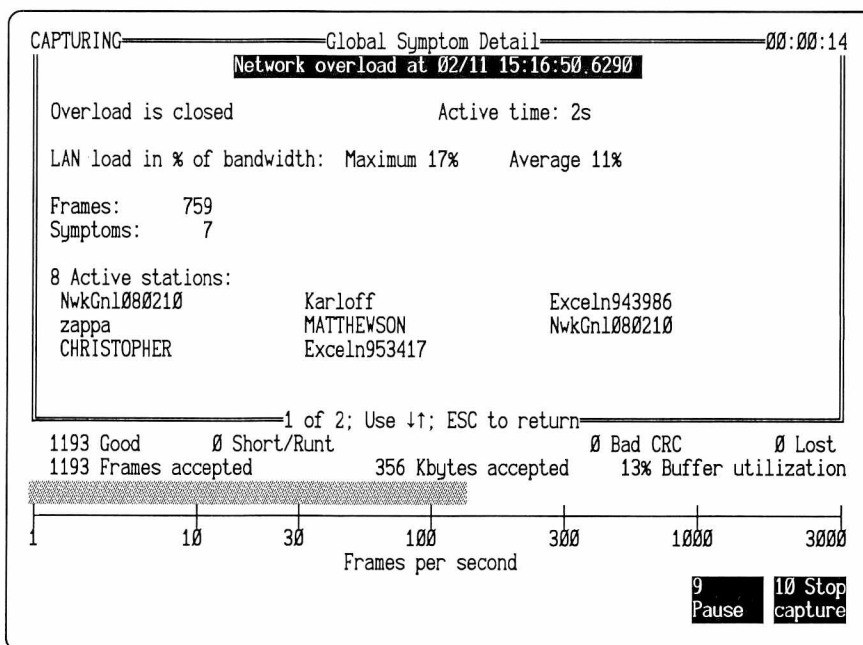 CAPTURING Global Symptom Detail 00:00:14
Network overload at 02/11 15:16:50.6290
Overload is closed Active time: 2s
LAN load in % of bandwidth: Maximum 17% Average 11%
Frames: 759
Symptoms: 7
8 Active stations:
NwkGnl080210 Karloff Exceln943986
zappa MATTHEWSON NwkGnl080210
CHRISTOPHER Exceln953417
1 of 2; Use ↓↑; ESC to return
1193 Good 0 Short/Runt 0 Bad CRC 0 Lost
1193 Frames accepted 356 Kbytes accepted 13% Buffer utilization
1 10 30 100 300 1000 3000
Frames per second
9 10 Stop
Pause capture